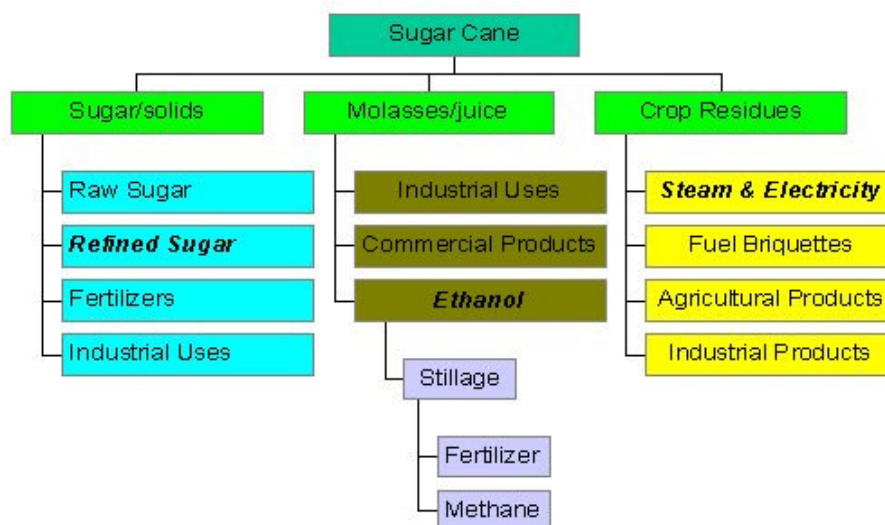 Sugar Cane
Sugar/solids
Molasses/juice
Crop Residues
Raw Sugar
Industrial Uses
Steam & Electricity
Refined Sugar
Commercial Products
Fuel Briquettes
Fertilizers
Ethanol
Agricultural Products
Industrial Uses
Industrial Products
Stillage
Fertilizer
Methane